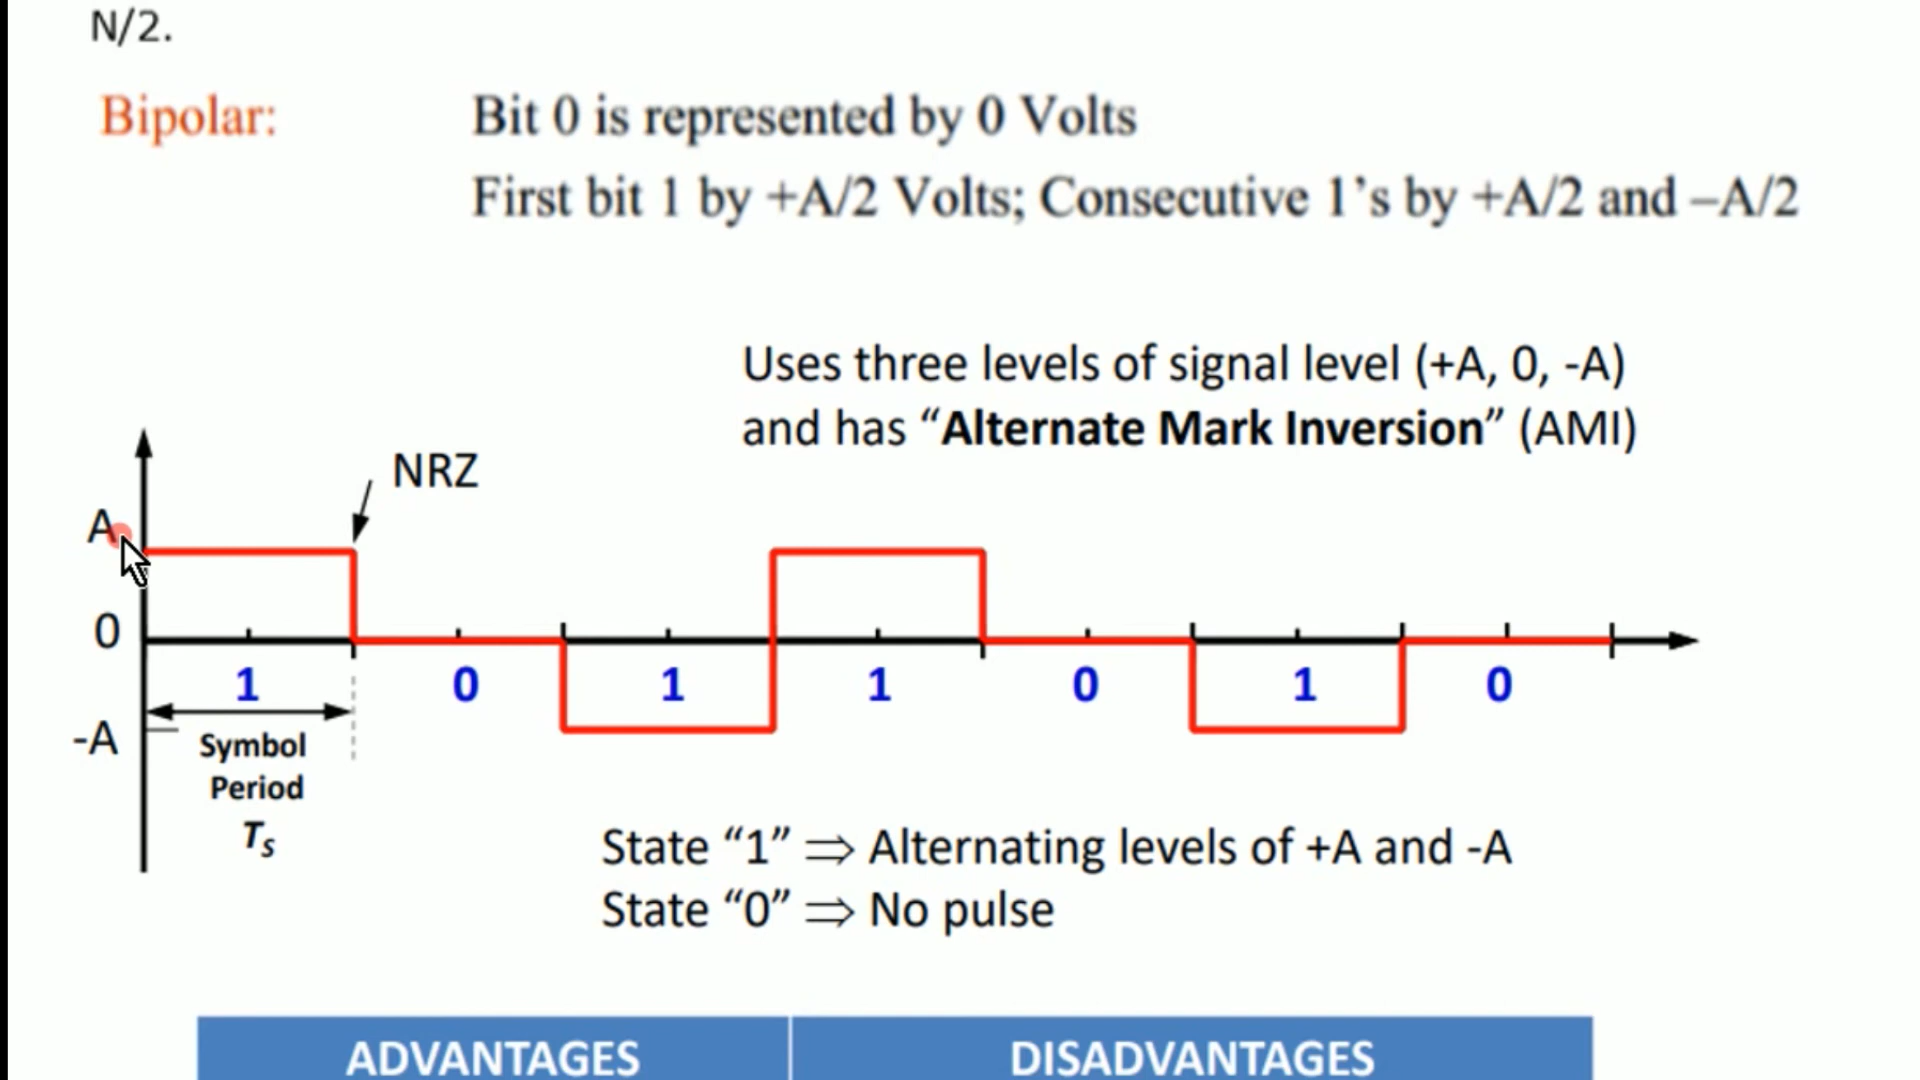 N/2.
Bipolar: Bit 0 is represented by 0 Volts
First bit 1 by +A/2 Volts; Consecutive 1’s by +A/2 and –A/2
Uses three levels of signal level (+A, 0, -A)
and has “Alternate Mark Inversion” (AMI)
NRZ
A
0
1 0 1 1 0 1 0
-A
Symbol
Period
Ts
State “1” ⇒ Alternating levels of +A and -A
State “0” ⇒ No pulse
ADVANTAGES DISADVANTAGES